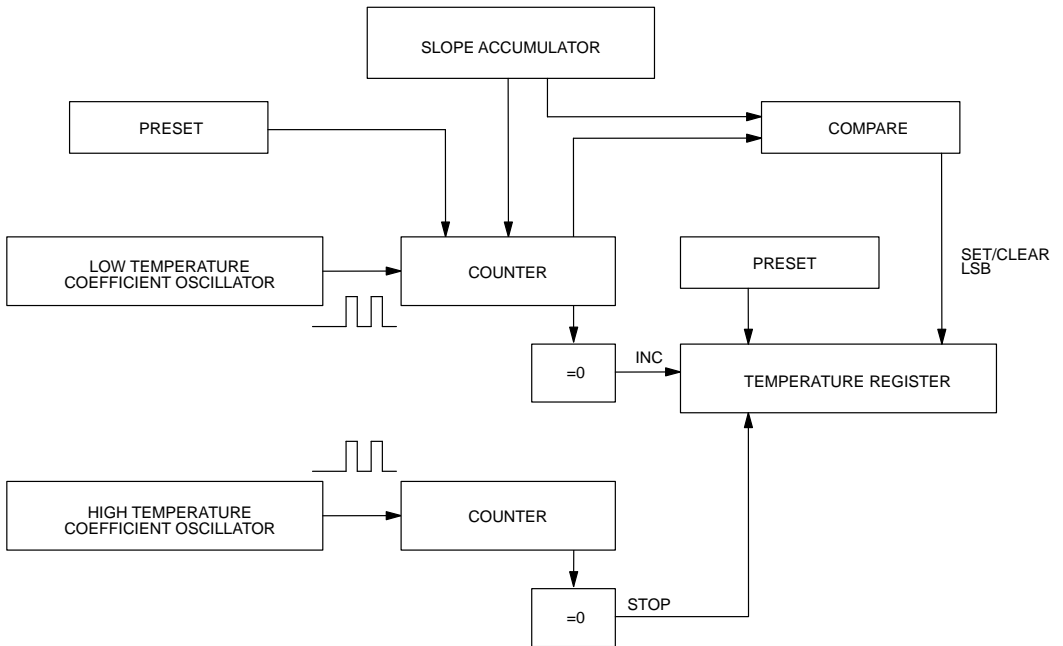 SLOPE ACCUMULATOR
PRESET
COMPARE
LOW TEMPERATURE
COEFFICIENT OSCILLATOR
COUNTER
PRESET
SET/CLEAR
LSB
=0
INC
TEMPERATURE REGISTER
HIGH TEMPERATURE
COEFFICIENT OSCILLATOR
COUNTER
=0
STOP